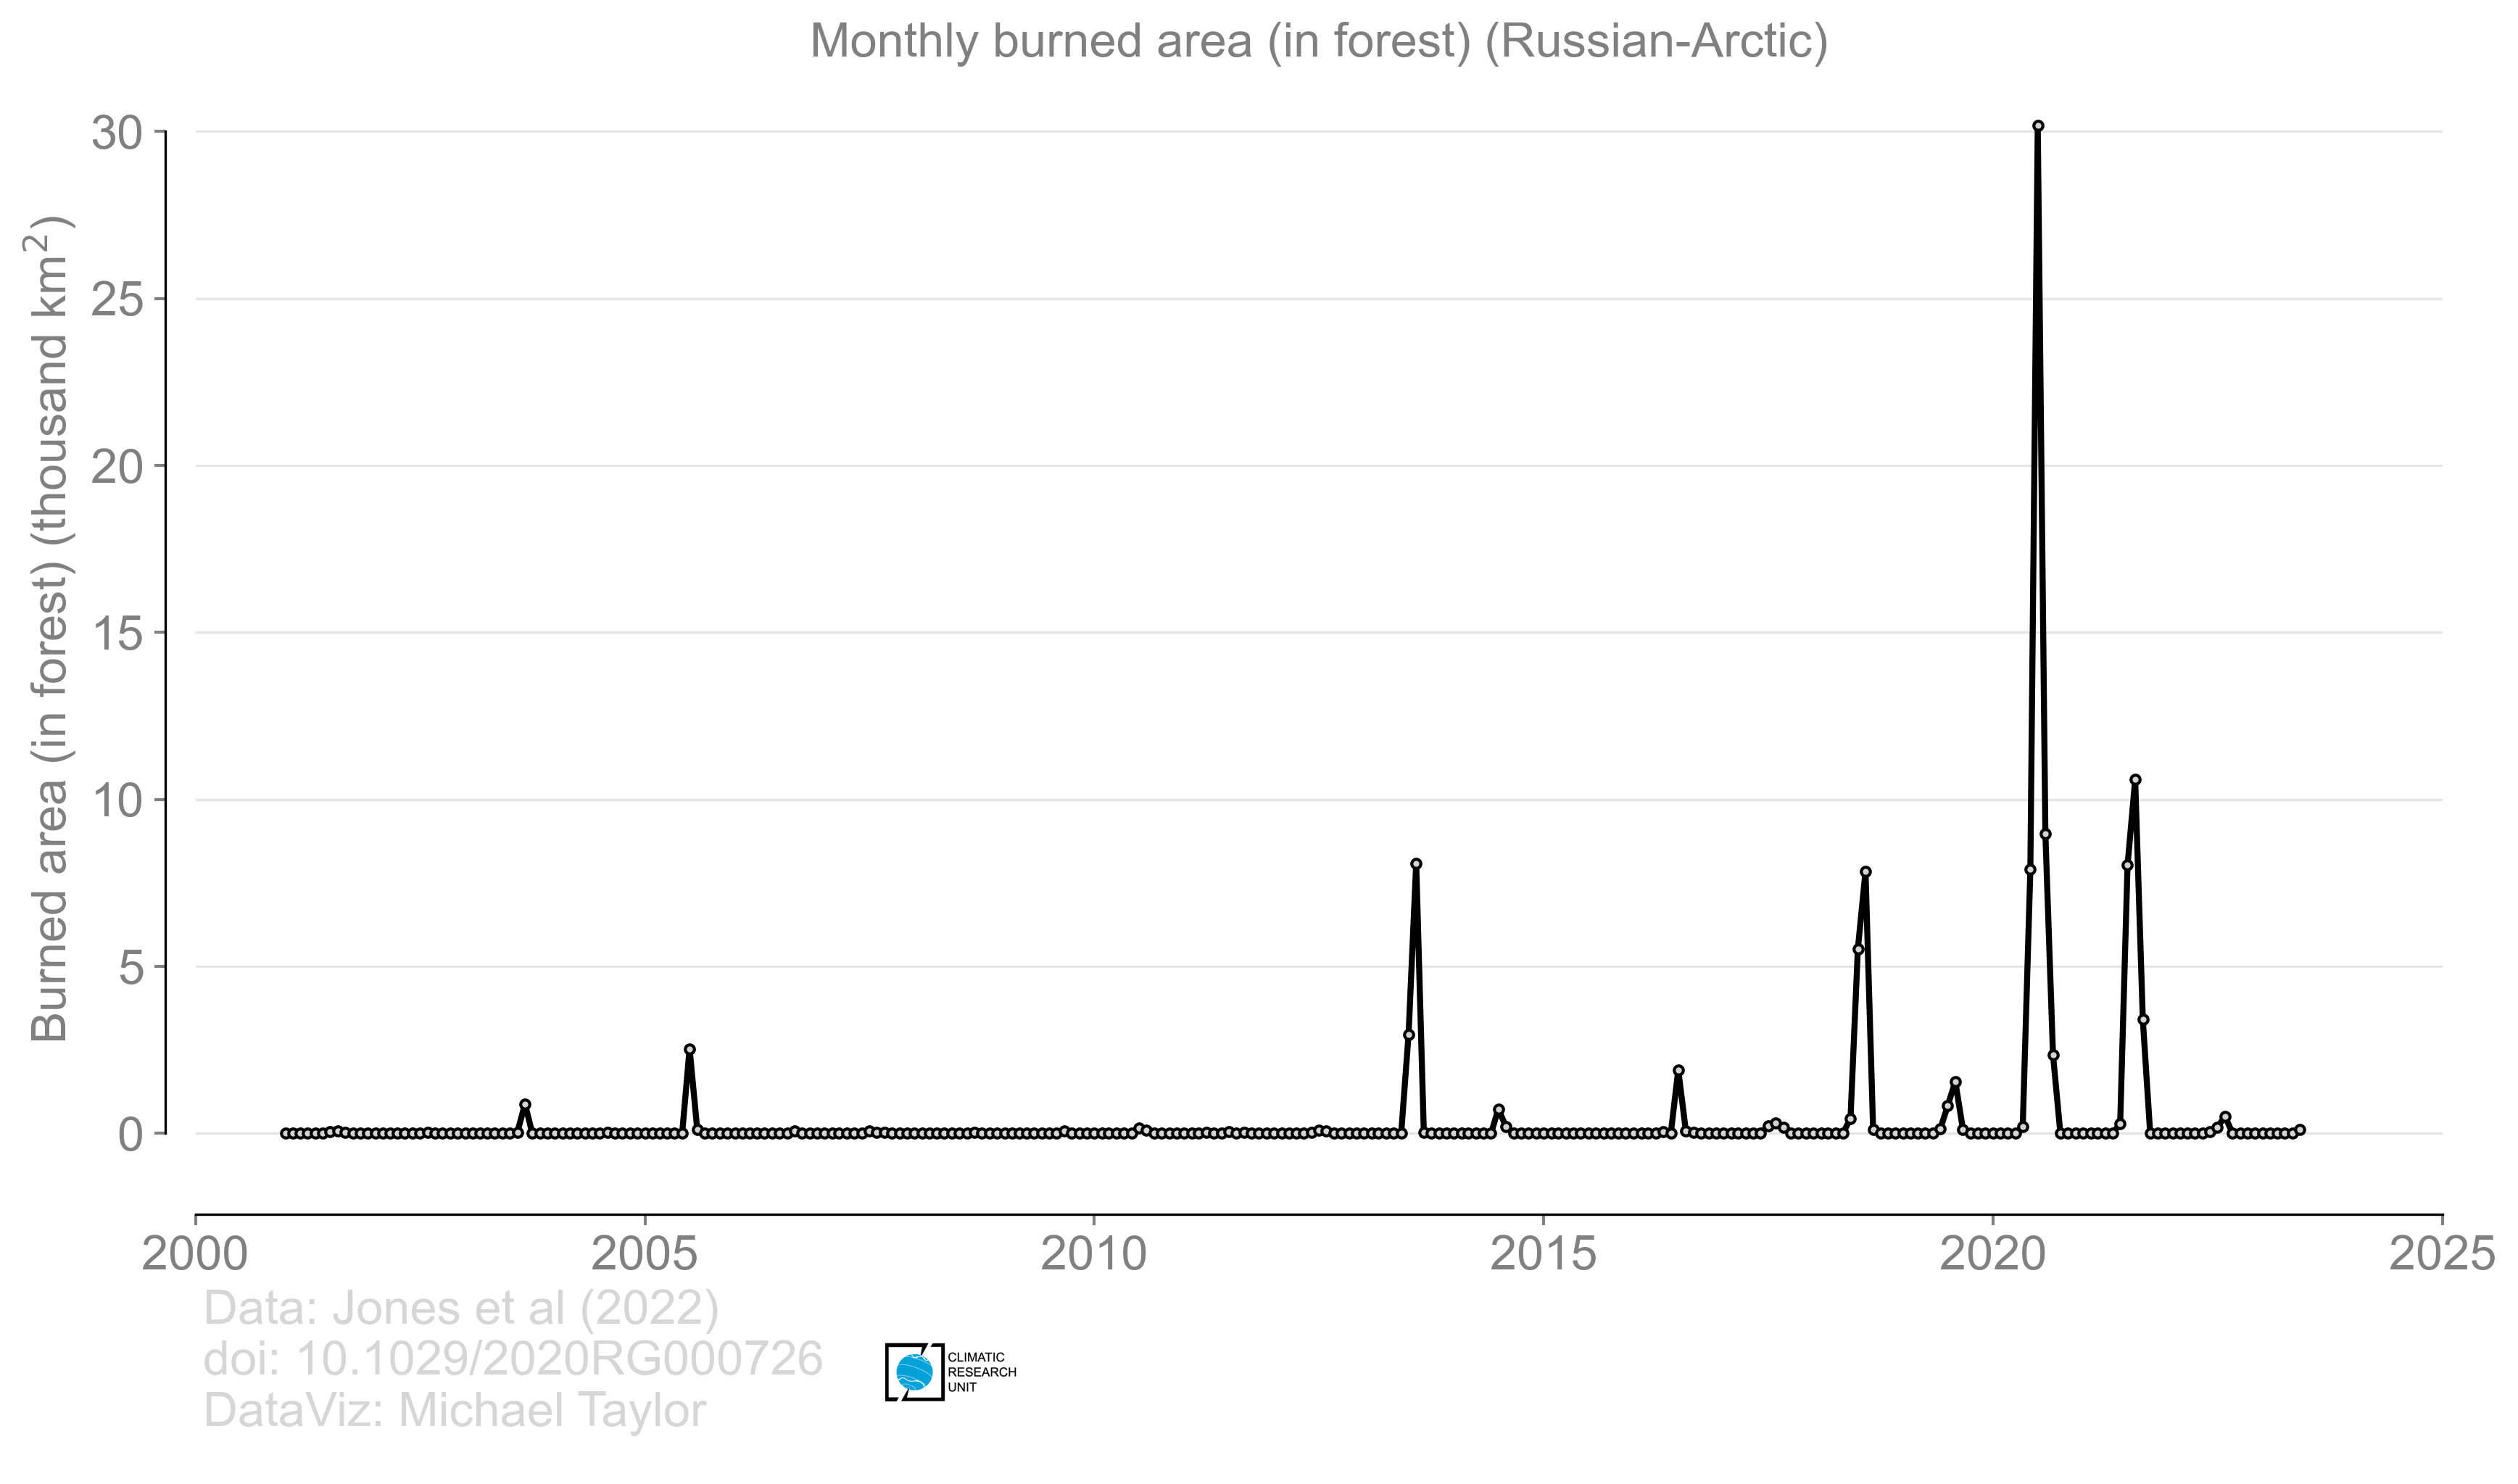 Monthly burned area (in forest) (Russian-Arctic)
Burned area (in forest) (thousand km²)
30
25
20
15
10
5
0
2000 2005 2010 2015 2020 2025
Data: Jones et al (2022)
doi: 10.1029/2020RG000726
DataViz: Michael Taylor
CLIMATIC
RESEARCH
UNIT